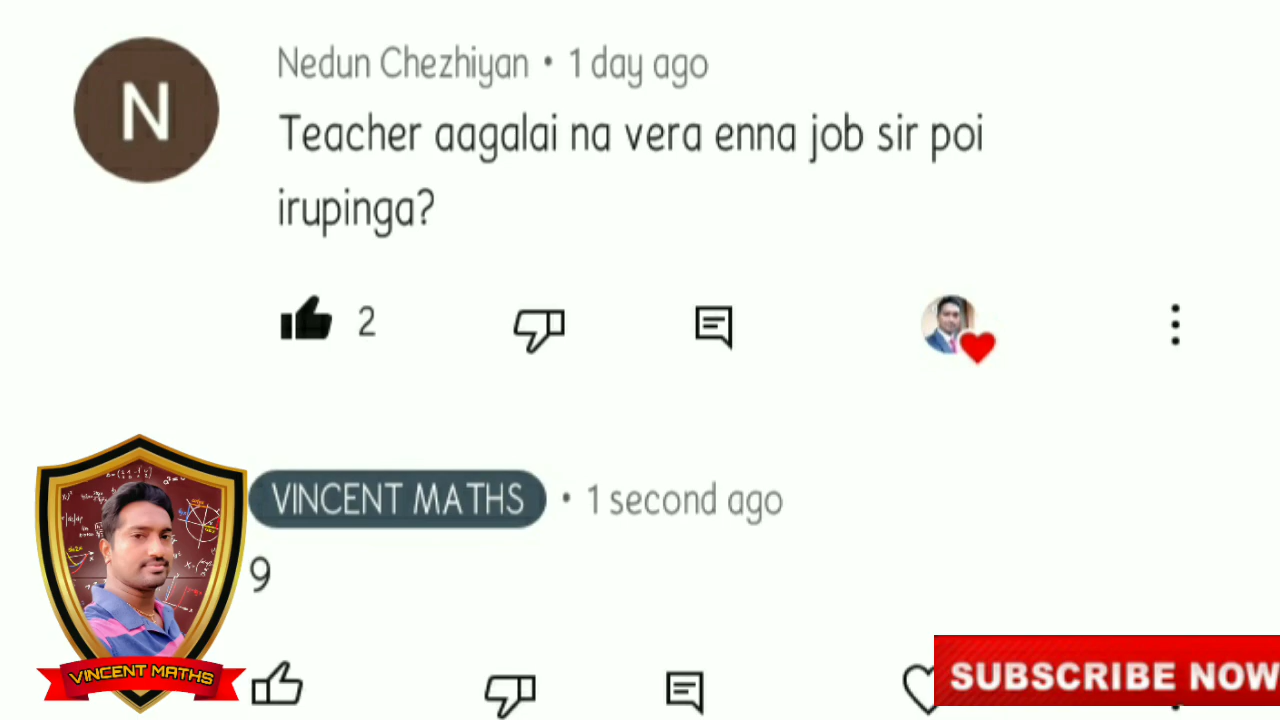 N
Nedun Chezhiyan • 1 day ago
Teacher aagalai na vera enna job sir poi
irupinga?
2
VINCENT MATHS • 1 second ago
9
VINCENT MATHS
SUBSCRIBE NOW